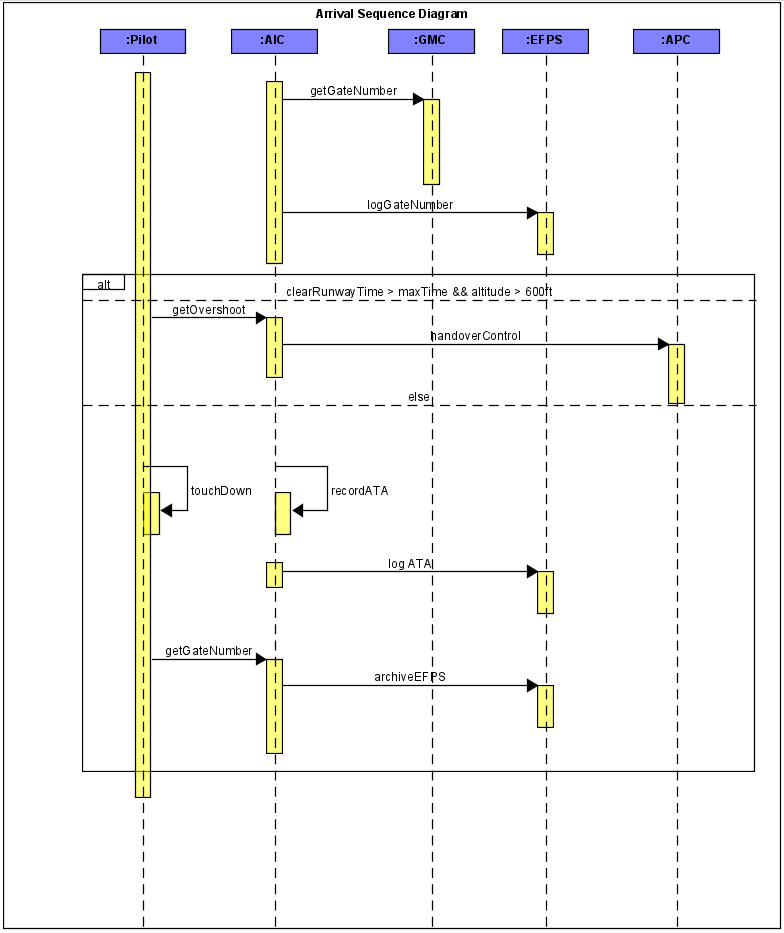 Arrival Sequence Diagram
:Pilot :AIC :GMC :EFPS :APC
getGateNumber
logGateNumber
alt
clearRunwayTime > maxTime && altitude > 600ft
getOvershoot
handoverControl
else
touchDown recordATA
log ATA
getGateNumber
archiveEFPS